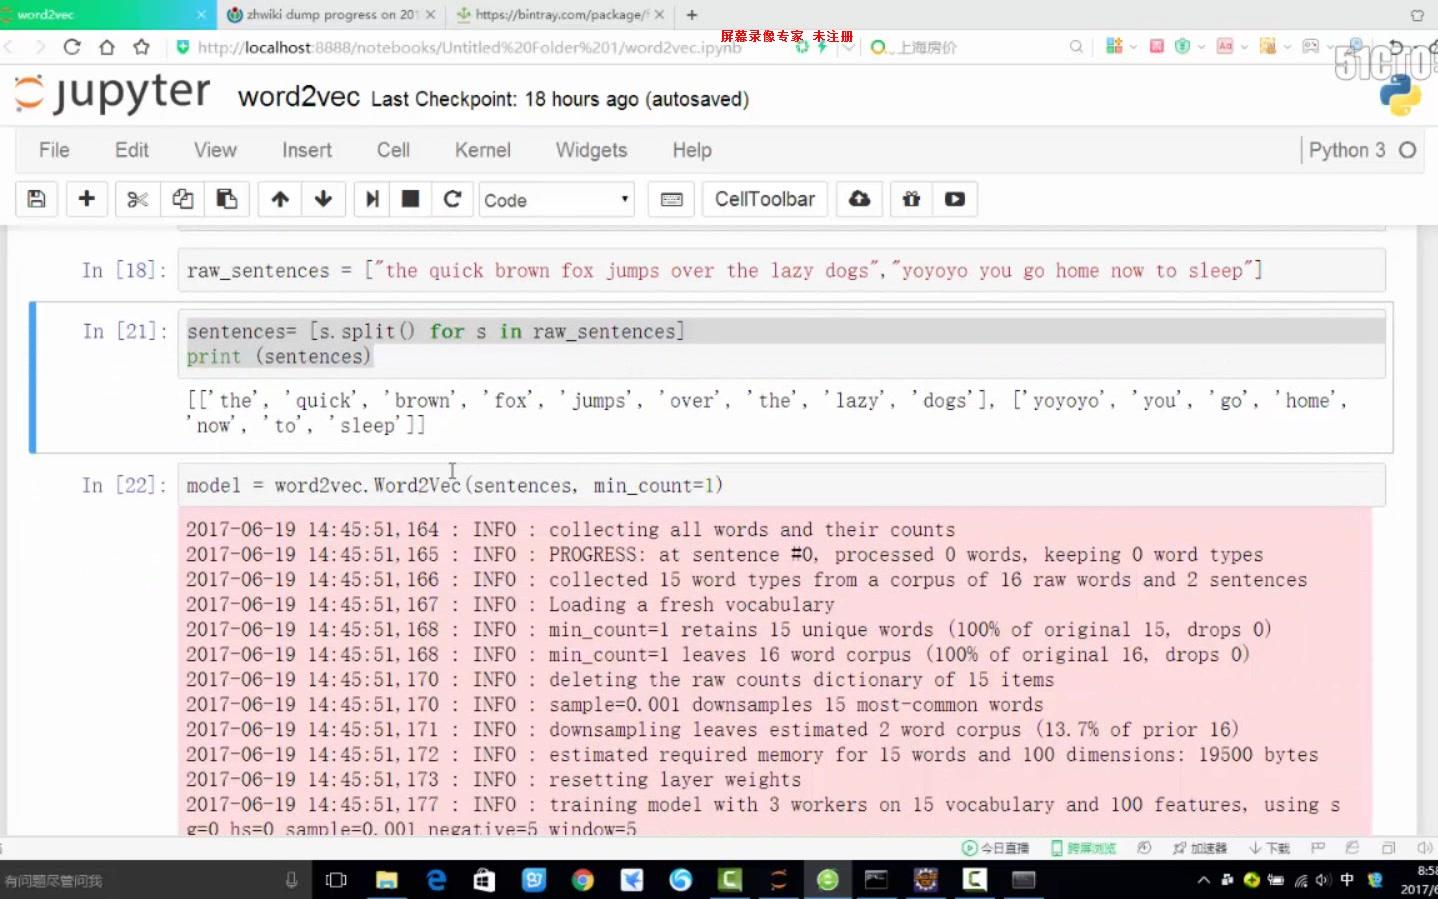 word2vec
zhwiki dump progress on 201
https://bintray.com/package/f
屏幕录像专家 未注册
http://localhost:8888/notebooks/Untitled%20Folder%201/word2vec.ipynb
上海房价
51CTO
jupyter word2vec Last Checkpoint: 18 hours ago (autosaved)
File Edit View Insert Cell Kernel Widgets Help Python 3
Code CellToolbar
In [18]: raw_sentences = ["the quick brown fox jumps over the lazy dogs","yoyoyo you go home now to sleep"]
In [21]: sentences= [s.split() for s in raw_sentences]
print (sentences)
[['the', 'quick', 'brown', 'fox', 'jumps', 'over', 'the', 'lazy', 'dogs'], ['yoyoyo', 'you', 'go', 'home',
'now', 'to', 'sleep']]
In [22]: model = word2vec.Word2Vec(sentences, min_count=1)
2017-06-19 14:45:51,164 : INFO : collecting all words and their counts
2017-06-19 14:45:51,165 : INFO : PROGRESS: at sentence #0, processed 0 words, keeping 0 word types
2017-06-19 14:45:51,166 : INFO : collected 15 word types from a corpus of 16 raw words and 2 sentences
2017-06-19 14:45:51,167 : INFO : Loading a fresh vocabulary
2017-06-19 14:45:51,168 : INFO : min_count=1 retains 15 unique words (100% of original 15, drops 0)
2017-06-19 14:45:51,168 : INFO : min_count=1 leaves 16 word corpus (100% of original 16, drops 0)
2017-06-19 14:45:51,170 : INFO : deleting the raw counts dictionary of 15 items
2017-06-19 14:45:51,170 : INFO : sample=0.001 downsamples 15 most-common words
2017-06-19 14:45:51,171 : INFO : downsampling leaves estimated 2 word corpus (13.7% of prior 16)
2017-06-19 14:45:51,172 : INFO : estimated required memory for 15 words and 100 dimensions: 19500 bytes
2017-06-19 14:45:51,173 : INFO : resetting layer weights
2017-06-19 14:45:51,177 : INFO : training model with 3 workers on 15 vocabulary and 100 features, using s
g=0 hs=0 sample=0.001 negative=5 window=5
今日直播 跨屏浏览 加速器 下载
有问题尽管问我
中
8:58
2017/6